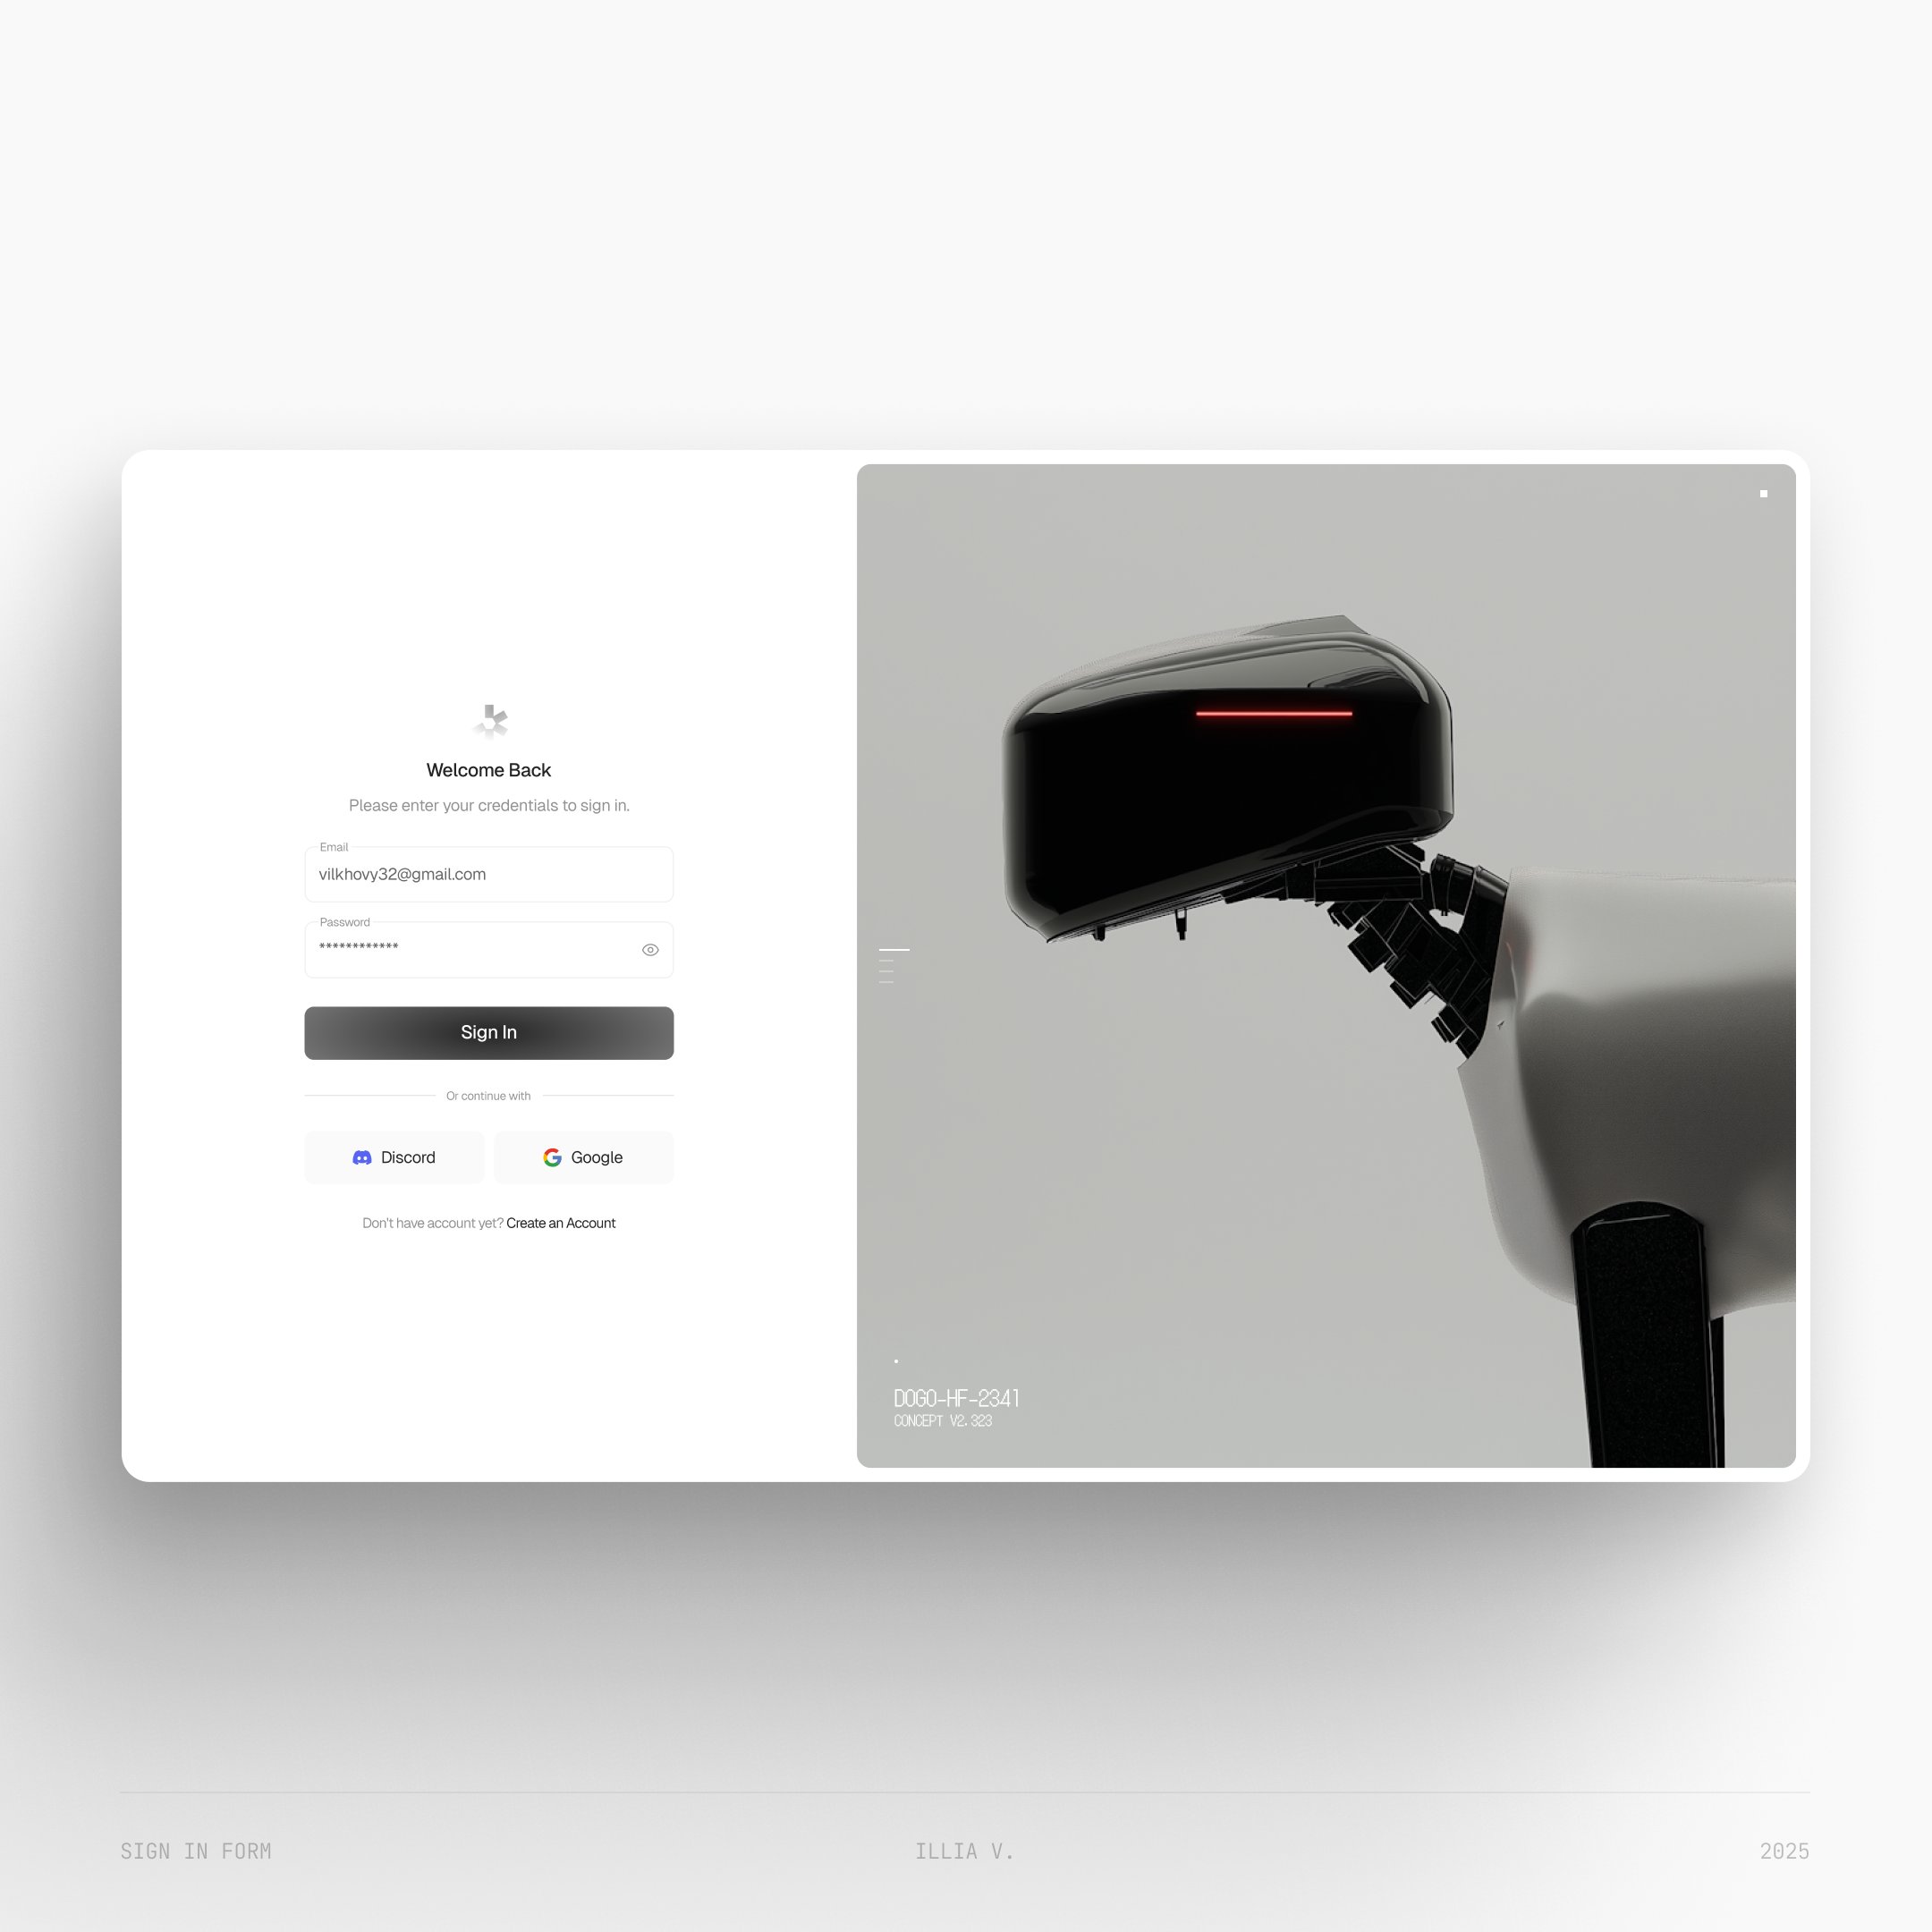 Welcome Back
Please enter your credentials to sign in.
Email
vilkhovy32@gmail.com
Password
************
Sign In
Or continue with
Discord
Google
Don't have account yet? Create an Account
DOGO-HF-2341
CONCEPT V2.323
SIGN IN FORM
ILLIA V.
2025